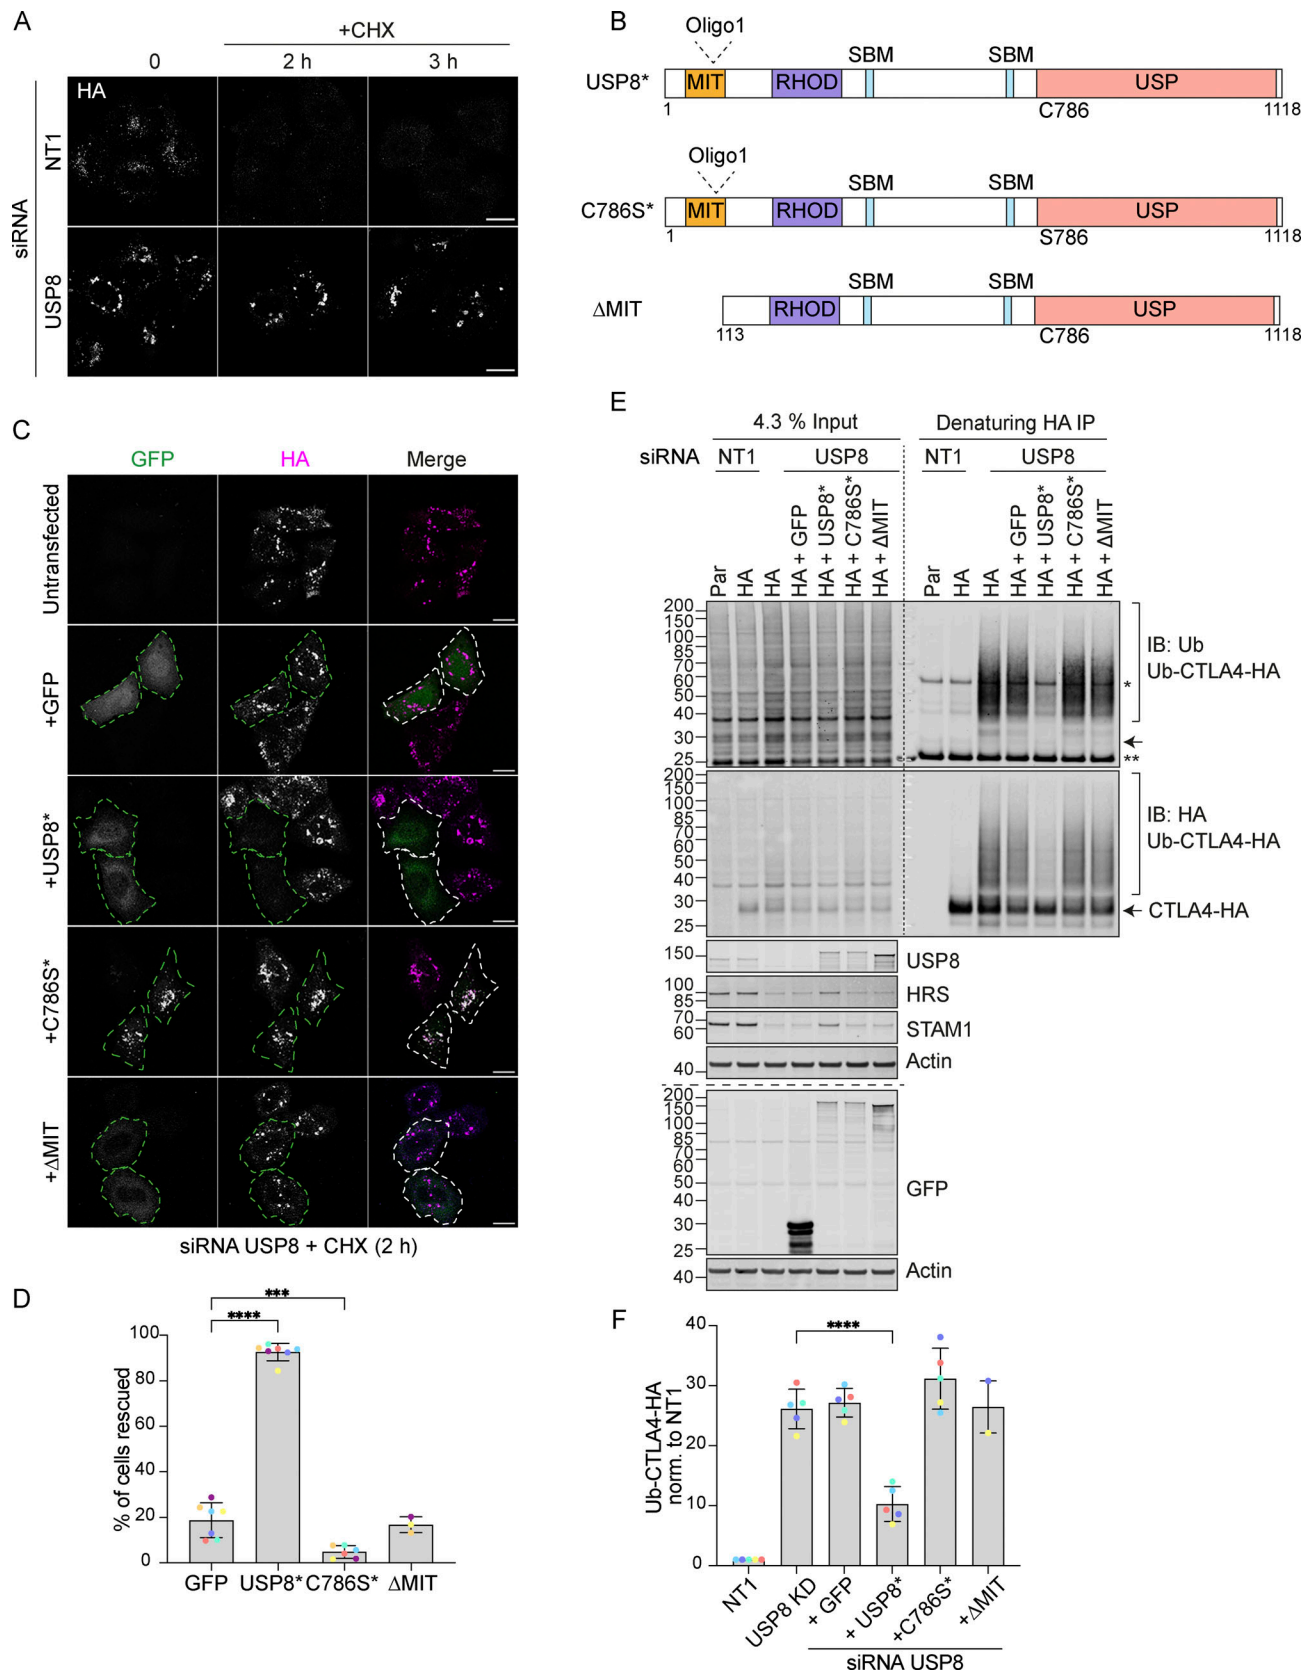 A
+CHX
0
2 h
3 h
siRNA
NT1
USP8
HA
B
Oligo1
USP8*
MIT
RHOD
SBM
SBM
USP
1
C786
1118
Oligo1
C786S*
MIT
RHOD
SBM
SBM
USP
1
S786
1118
ΔMIT
RHOD
SBM
SBM
USP
113
C786
1118
C
GFP
HA
Merge
Untransfected
+GFP
+USP8*
+C786S*
+ΔMIT
siRNA USP8 + CHX (2 h)
D
% of cells rescued
100
80
60
40
20
0
***
****
GFP
USP8*
C786S*
ΔMIT
E
4.3 % Input
Denaturing HA IP
siRNA
NT1
USP8
NT1
USP8
Par
HA
HA
HA + GFP
HA + USP8*
HA + C786S*
HA + ΔMIT
Par
HA
HA
HA + GFP
HA + USP8*
HA + C786S*
HA + ΔMIT
200
150
100
85
70
60
50
40
30
25
IB: Ub
Ub-CTLA4-HA
*
**
200
150
100
85
70
60
50
40
30
25
IB: HA
Ub-CTLA4-HA
CTLA4-HA
150
USP8
100
85
HRS
70
60
STAM1
40
Actin
200
150
100
85
70
60
50
40
30
25
GFP
40
Actin
F
Ub-CTLA4-HA
norm. to NT1
40
30
20
10
0
****
NT1
USP8 KD
+ GFP
+ USP8*
+C786S*
+ΔMIT
siRNA USP8